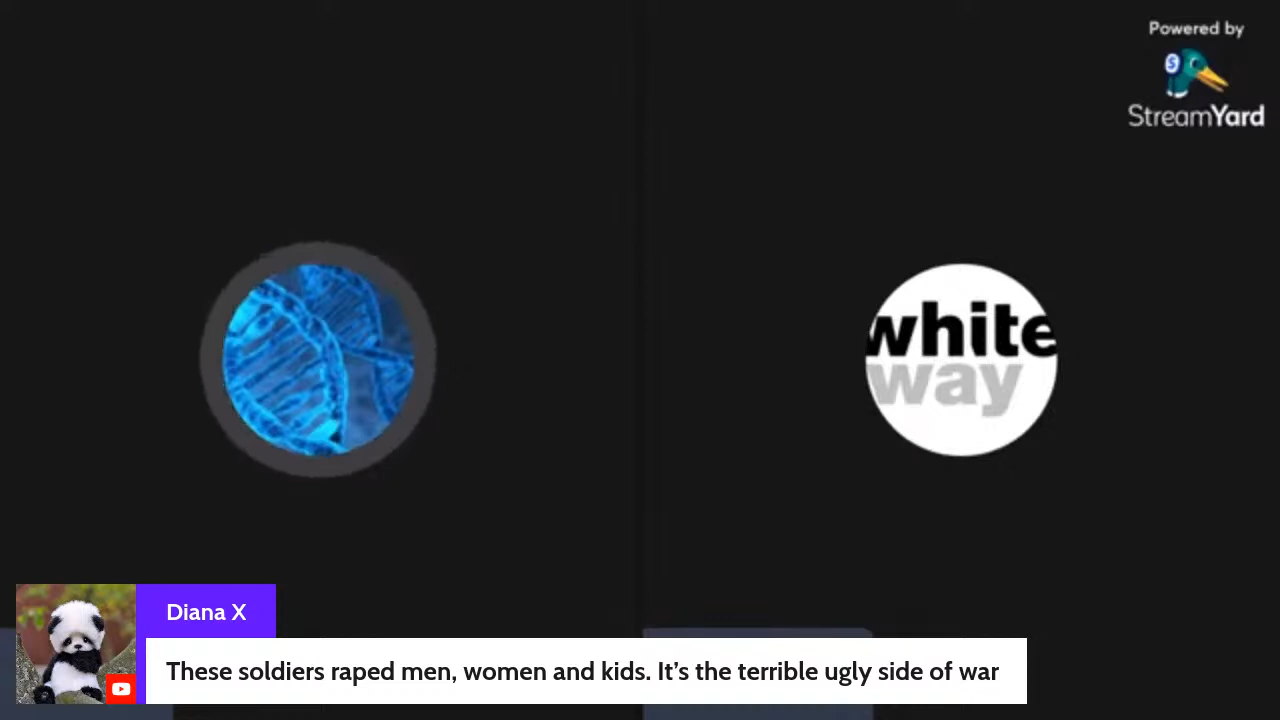 Powered by
StreamYard
white
way
Diana X
These soldiers raped men, women and kids. It’s the terrible ugly side of war